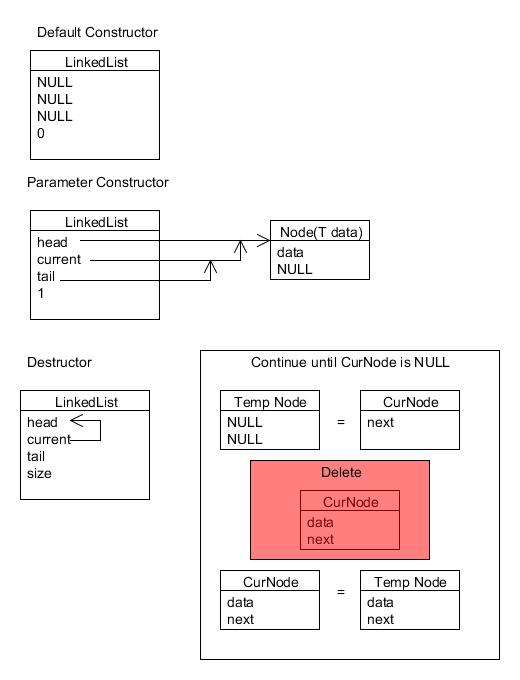 Default Constructor
LinkedList
NULL
NULL
NULL
0
Parameter Constructor
LinkedList
head
current
tail
1
Node(T data)
data
NULL
Destructor
LinkedList
head
current
tail
size
Continue until CurNode is NULL
Temp Node
NULL
NULL
=
CurNode
next
Delete
CurNode
data
next
CurNode
data
next
=
Temp Node
data
next